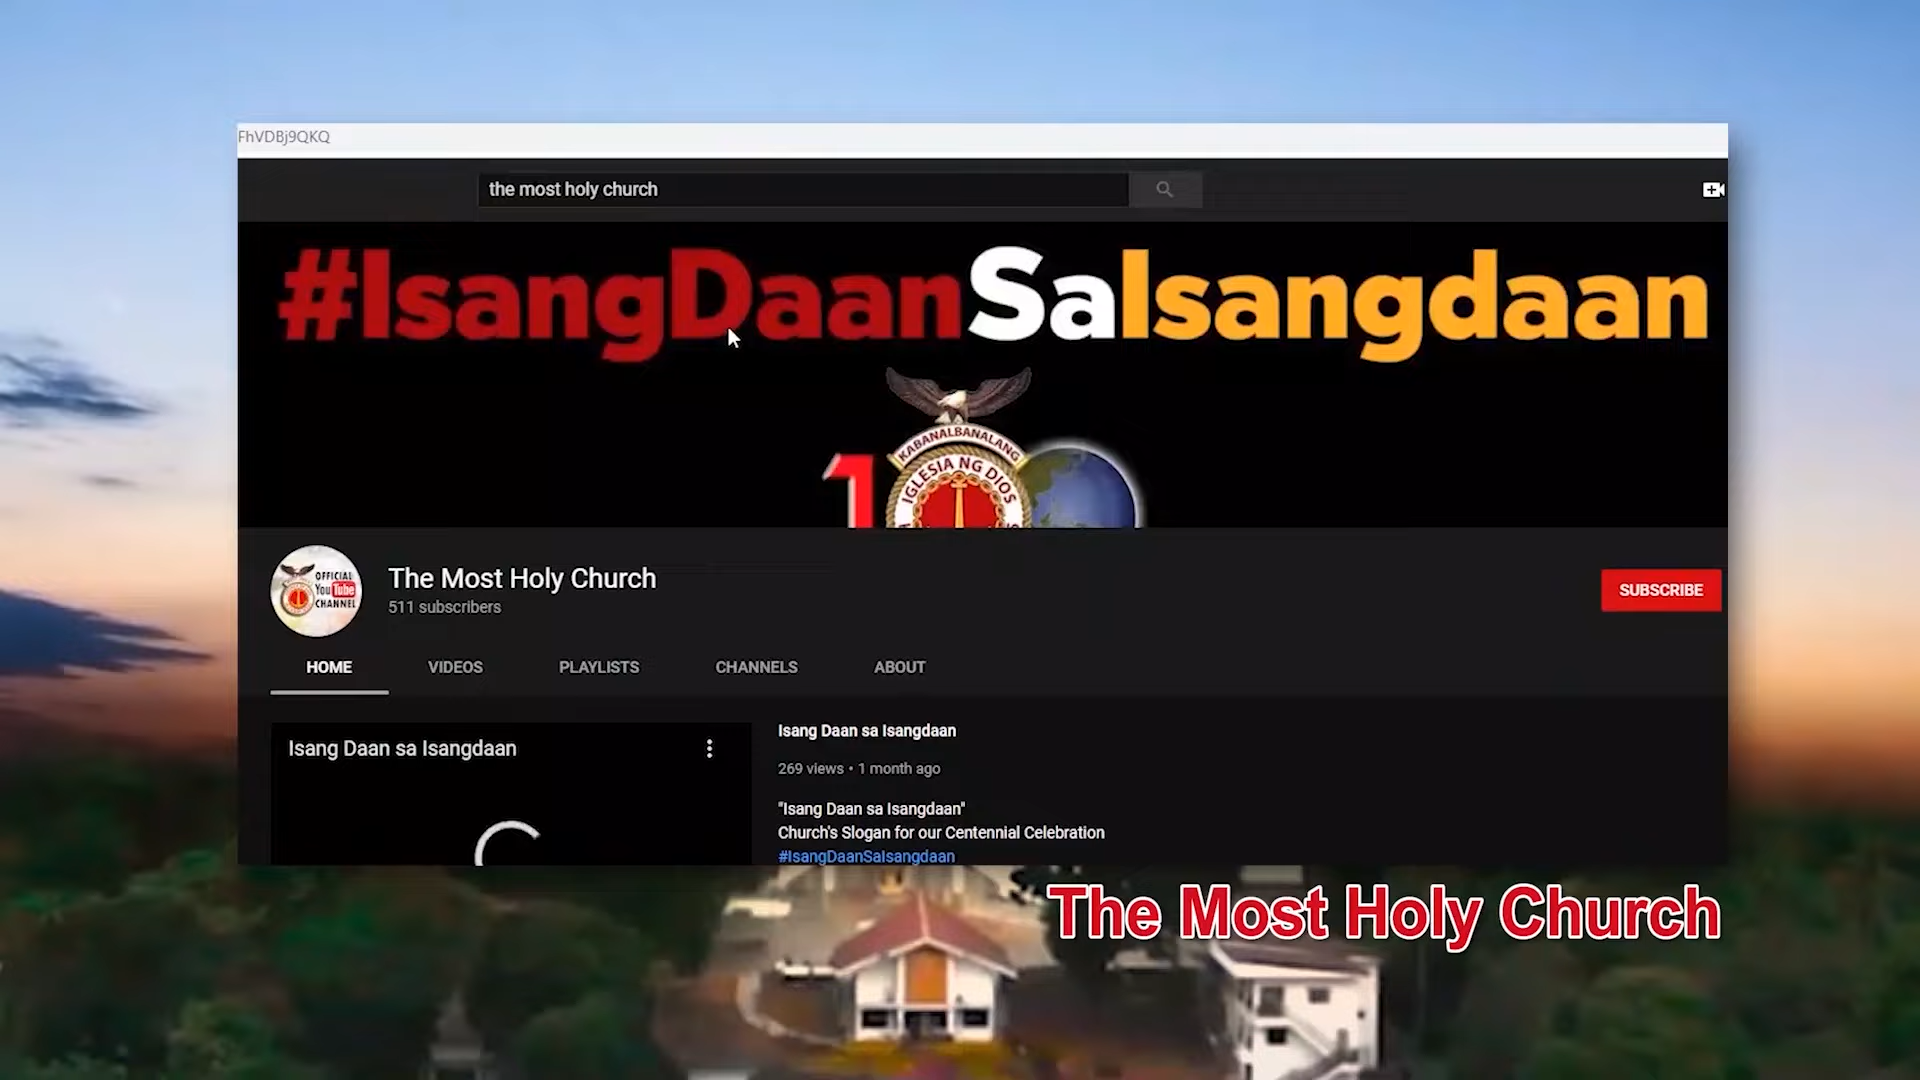 FhVDBj9QKQ
the most holy church
#IsangDaanSaIsangdaan
KABANALBANALANG
IGLESIA NG DIOS
1
OFFICIAL
YouTube
CHANNEL
The Most Holy Church
511 subscribers
SUBSCRIBE
HOME VIDEOS PLAYLISTS CHANNELS ABOUT
Isang Daan sa Isangdaan
Isang Daan sa Isangdaan
269 views • 1 month ago
"Isang Daan sa Isangdaan"
Church's Slogan for our Centennial Celebration
#IsangDaanSaIsangdaan
The Most Holy Church